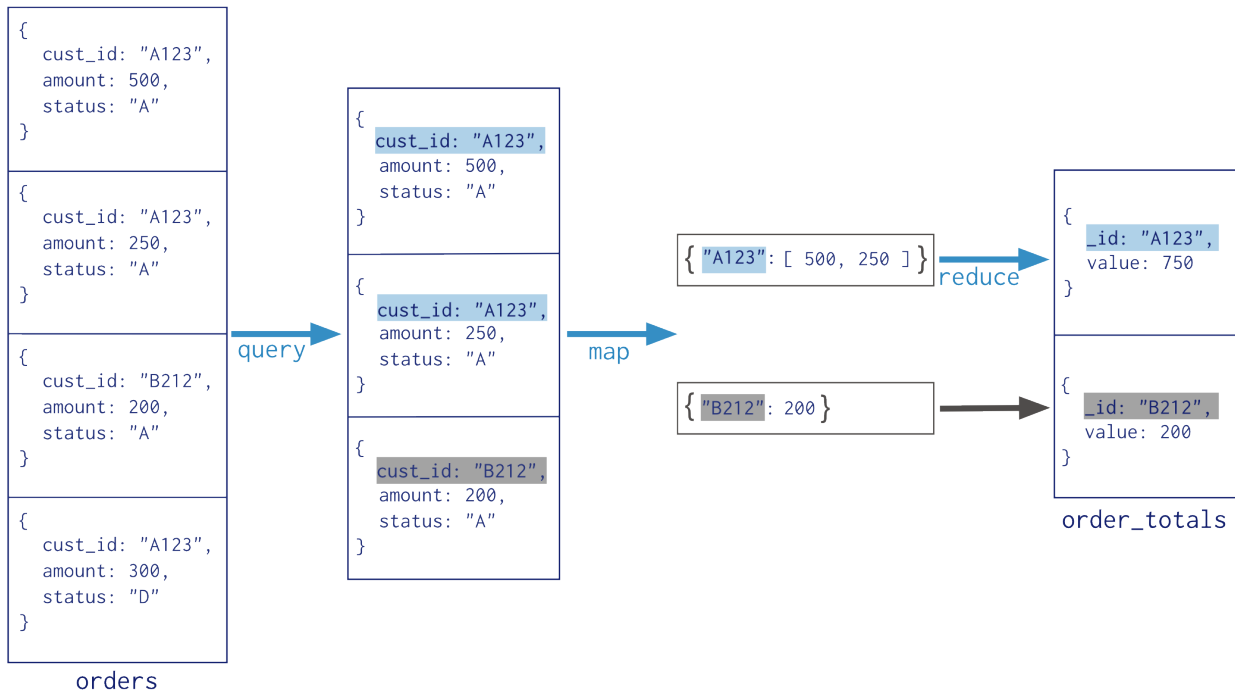 {
cust_id: "A123",
amount: 500,
status: "A"
}
{
cust_id: "A123",
amount: 250,
status: "A"
}
{
cust_id: "B212",
amount: 200,
status: "A"
}
{
cust_id: "A123",
amount: 300,
status: "D"
}
orders
query
{
cust_id: "A123",
amount: 500,
status: "A"
}
{
cust_id: "A123",
amount: 250,
status: "A"
}
{
cust_id: "B212",
amount: 200,
status: "A"
}
map
{ "A123": [ 500, 250 ] }
reduce
{ "B212": 200 }
{
_id: "A123",
value: 750
}
{
_id: "B212",
value: 200
}
order_totals